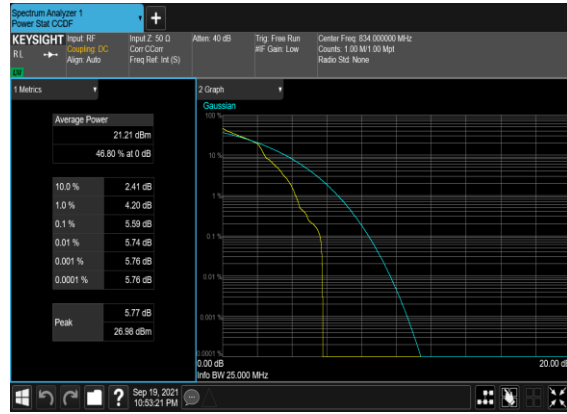 Spectrum Analyzer 1
Power Stat CCDF
+
KEYSIGHT
R L
LXI
Input: RF
Coupling: DC
Align: Auto
Input Z: 50 Ω
Corr CCorr
Freq Ref: Int (S)
Atten: 40 dB
Trig: Free Run
#IF Gain: Low
Center Freq: 834.000000 MHz
Counts: 1.00 M/1.00 Mpt
Radio Std: None
1 Metrics
Average Power
21.21 dBm
46.80 % at 0 dB
10.0 % 2.41 dB
1.0 % 4.20 dB
0.1 % 5.59 dB
0.01 % 5.74 dB
0.001 % 5.76 dB
0.0001 % 5.76 dB
Peak
5.77 dB
26.98 dBm
2 Graph
Gaussian
100 %
10 %
1 %
0.1 %
0.01 %
0.001 %
0.0001 %
0.00 dB
20.00 dB
Info BW 25.000 MHz
?
Sep 19, 2021
10:53:21 PM